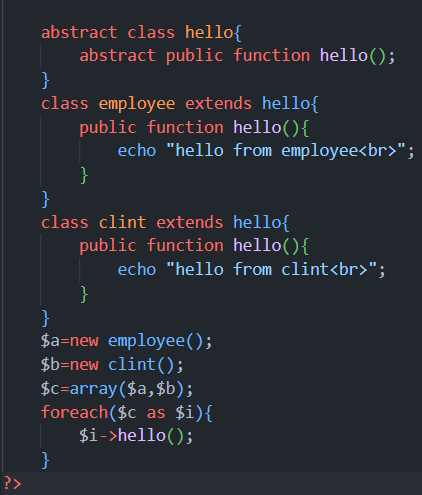 abstract class hello{
    abstract public function hello();
}
class employee extends hello{
    public function hello(){
        echo "hello from employee<br>";
    }
}
class clint extends hello{
    public function hello(){
        echo "hello from clint<br>";
    }
}
$a=new employee();
$b=new clint();
$c=array($a,$b);
foreach($c as $i){
    $i->hello();
}
?>